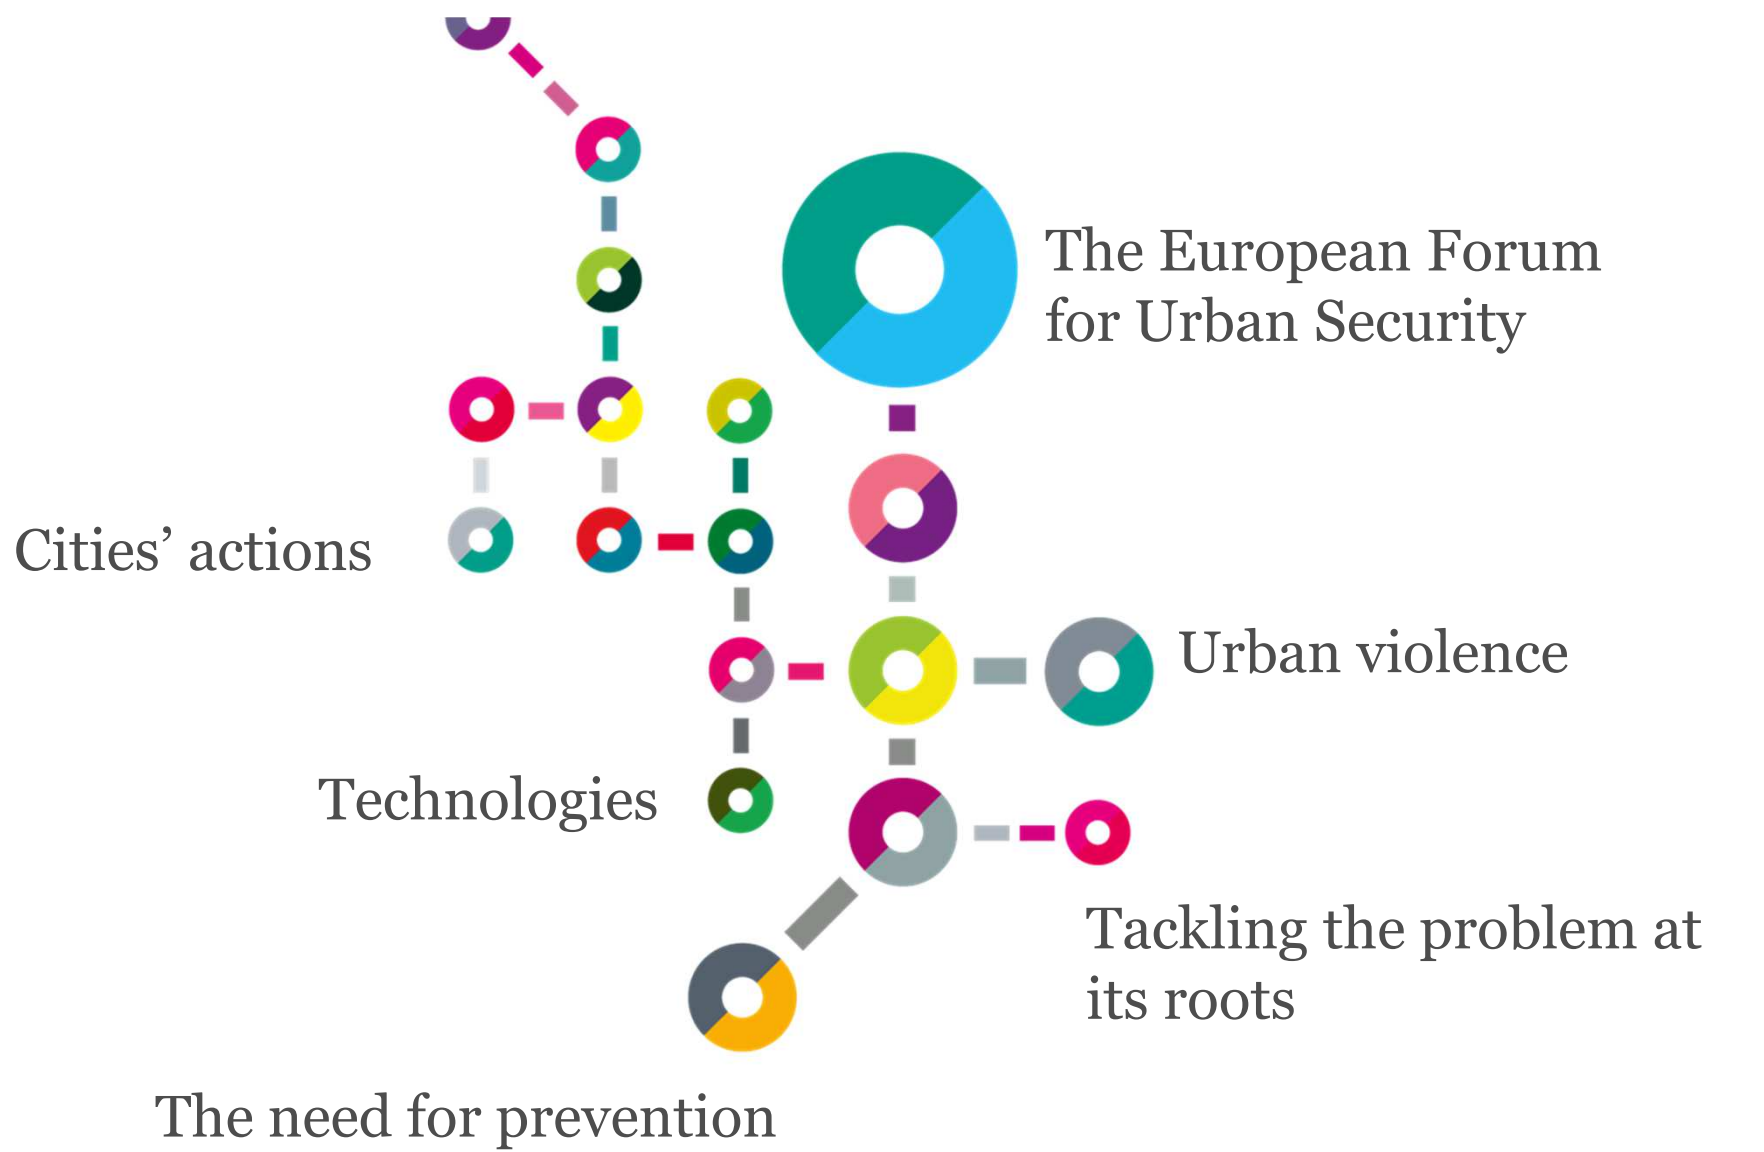 The European Forum
for Urban Security
Cities’ actions
Urban violence
Technologies
Tackling the problem at
its roots
The need for prevention